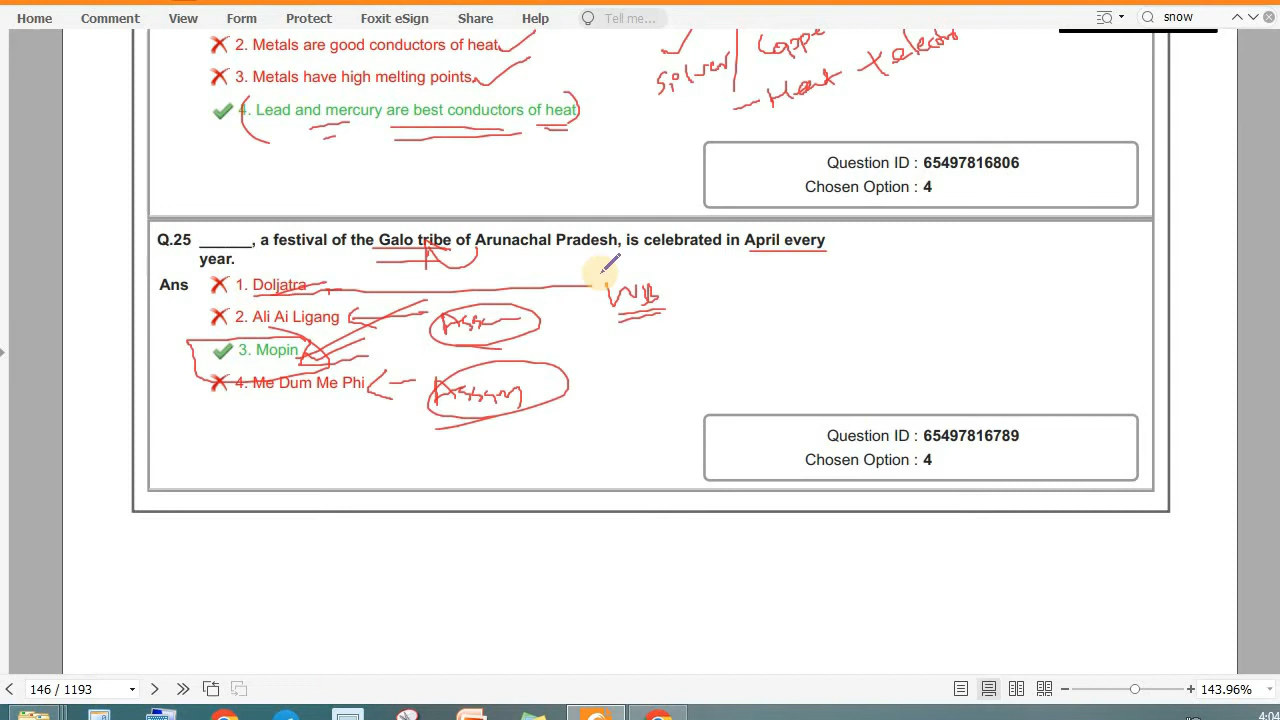 Home Comment View Form Protect Foxit eSign Share Help Tell me... snow
2. Metals are good conductors of heat.
3. Metals have high melting points.
4. Lead and mercury are best conductors of heat
Silver
Heat
Question ID : 65497816806
Chosen Option : 4
Q.25 ______, a festival of the Galo tribe of Arunachal Pradesh, is celebrated in April every
year.
Ans 1. Doljatra
WB
2. Ali Ai Ligang
3. Mopin
4. Me Dum Me Phi
Assam
Question ID : 65497816789
Chosen Option : 4
146 / 1193 143.96%